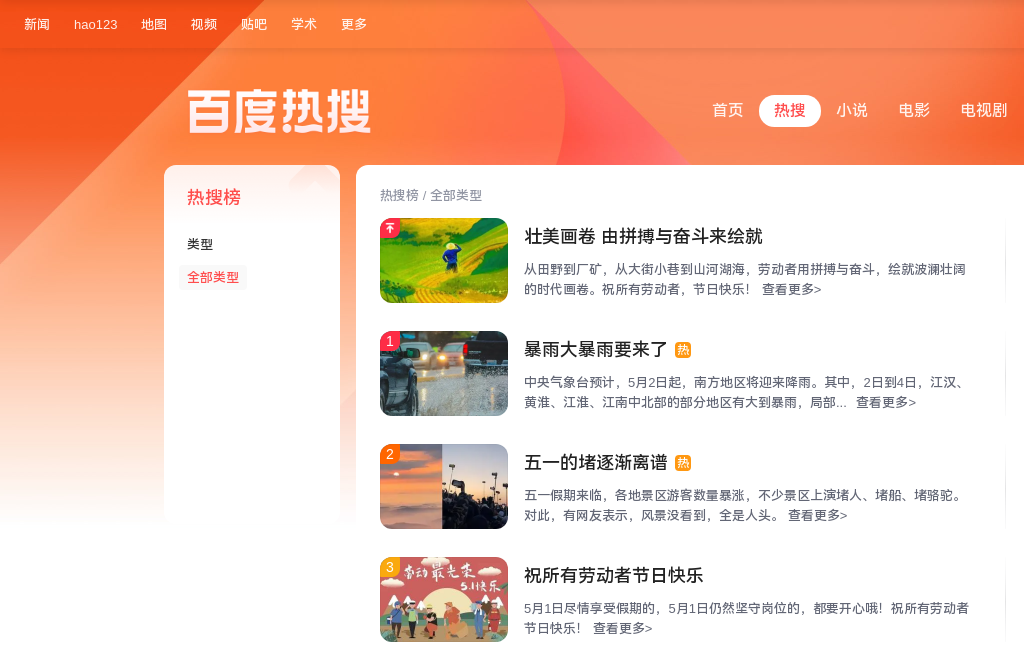 新闻 hao123 地图 视频 贴吧 学术 更多
百度热搜
首页 热搜 小说 电影 电视剧
热搜榜
类型
全部类型
热搜榜 / 全部类型
壮美画卷 由拼搏与奋斗来绘就
从田野到厂矿，从大街小巷到山河湖海，劳动者用拼搏与奋斗，绘就波澜壮阔
的时代画卷。祝所有劳动者，节日快乐！ 查看更多>
1
暴雨大暴雨要来了 热
中央气象台预计，5月2日起，南方地区将迎来降雨。其中，2日到4日，江汉、
黄淮、江淮、江南中北部的部分地区有大到暴雨，局部... 查看更多>
2
五一的堵逐渐离谱 热
五一假期来临，各地景区游客数量暴涨，不少景区上演堵人、堵船、堵骆驼。
对此，有网友表示，风景没看到，全是人头。 查看更多>
3
劳动最光荣
5.1快乐
祝所有劳动者节日快乐
5月1日尽情享受假期的，5月1日仍然坚守岗位的，都要开心哦！祝所有劳动者
节日快乐！ 查看更多>